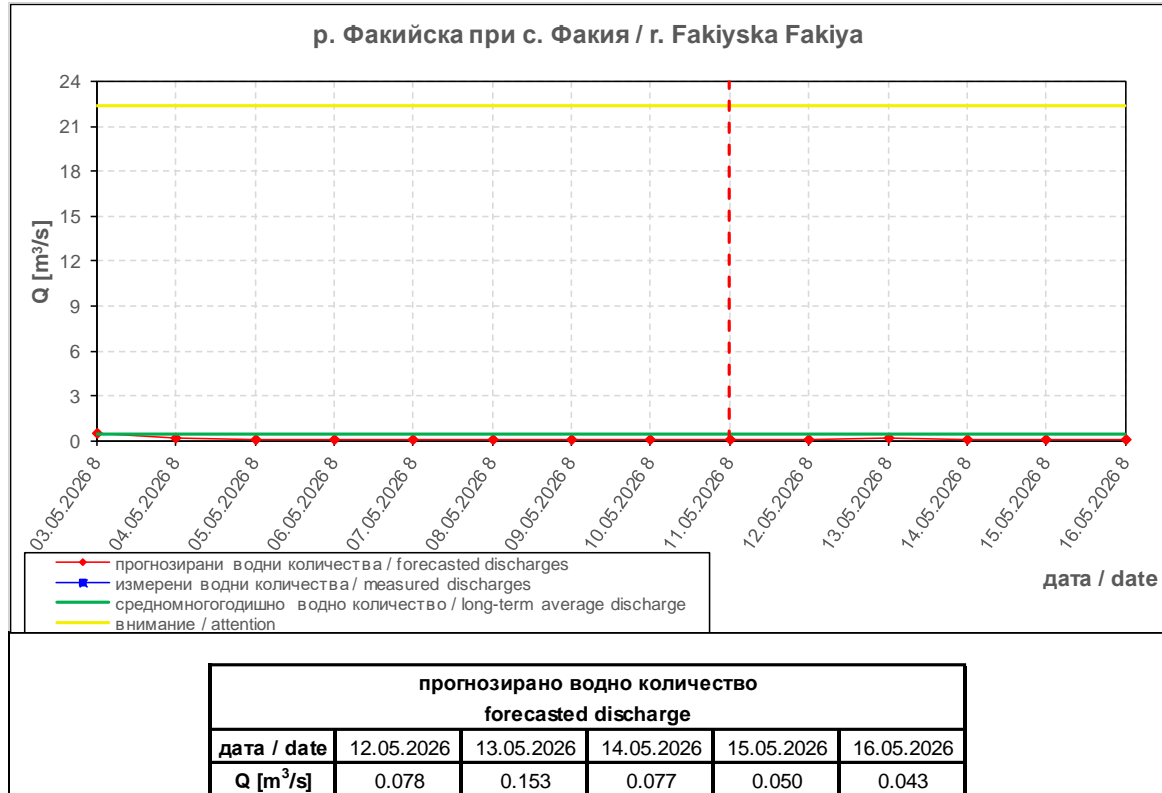 р. Факийска при с. Факия / r. Fakiyska Fakiya
24
21
18
15
12
9
6
3
0
Q [m³/s]
03.05.2026 8
04.05.2026 8
05.05.2026 8
06.05.2026 8
07.05.2026 8
08.05.2026 8
09.05.2026 8
10.05.2026 8
11.05.2026 8
12.05.2026 8
13.05.2026 8
14.05.2026 8
15.05.2026 8
16.05.2026 8
дата / date
прогнозирани водни количества / forecasted discharges
измерени водни количества / measured discharges
средномногогодишно водно количество / long-term average discharge
внимание / attention
прогнозирано водно количество
forecasted discharge
дата / date 12.05.2026 13.05.2026 14.05.2026 15.05.2026 16.05.2026
Q [m³/s] 0.078 0.153 0.077 0.050 0.043